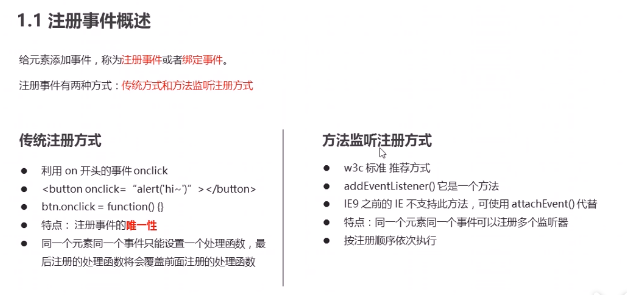 1.1 注册事件概述
给元素添加事件，称为注册事件或者绑定事件。
注册事件有两种方式：传统方式和方法监听注册方式
传统注册方式
● 利用 on 开头的事件 onclick
● <button onclick= “alert('hi~')” ></button>
● btn.onclick = function() {}
● 特点： 注册事件的唯一性
● 同一个元素同一个事件只能设置一个处理函数，最
后注册的处理函数将会覆盖前面注册的处理函数
方法监听注册方式
● w3c 标准 推荐方式
● addEventListener() 它是一个方法
● IE9 之前的 IE 不支持此方法，可使用 attachEvent() 代替
● 特点：同一个元素同一个事件可以注册多个监听器
● 按注册顺序依次执行